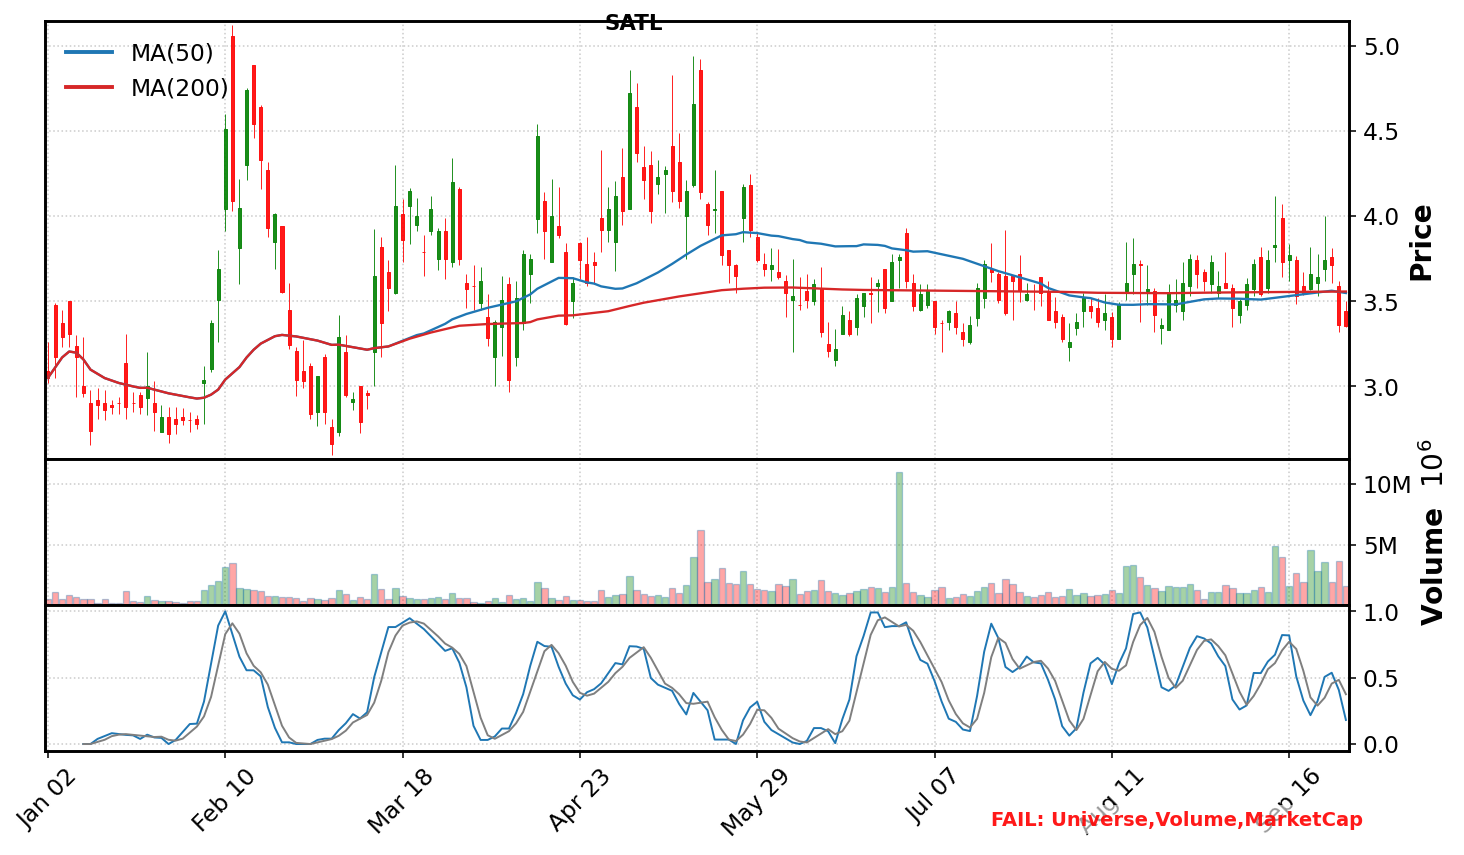 SATL
MA(50)
MA(200)
5.0
4.5
4.0
3.5
3.0
Price
10M
5M
Volume 10^6
1.0
0.5
0.0
Jan 02
Feb 10
Mar 18
Apr 23
May 29
Jul 07
Aug 11
Sep 16
FAIL: Universe,Volume,MarketCap